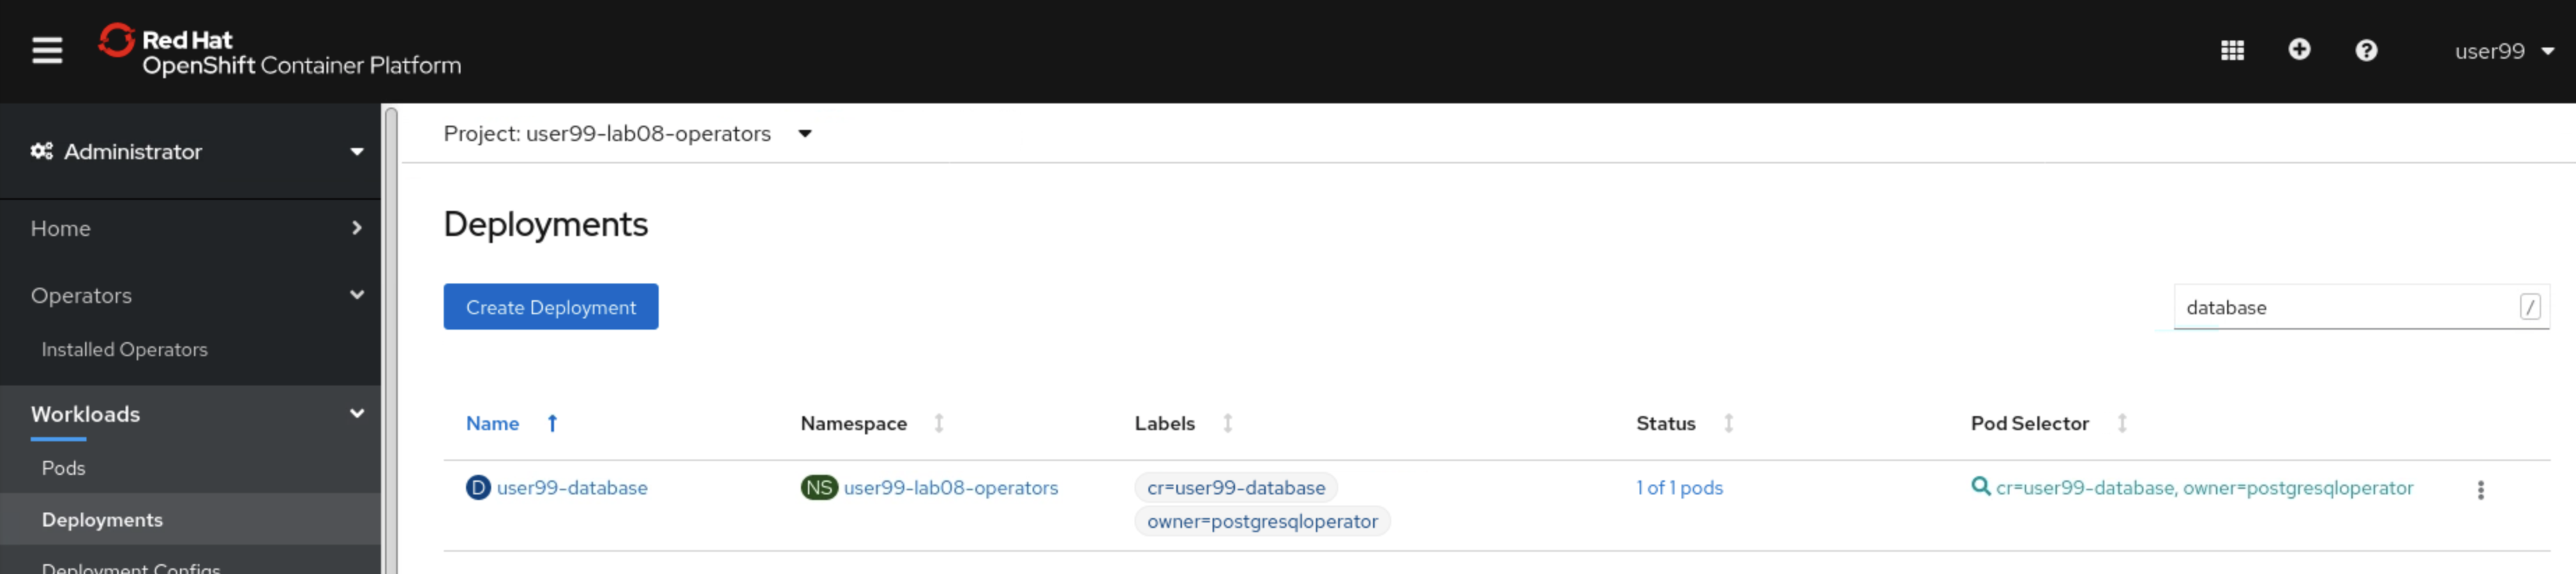 Red Hat
OpenShift Container Platform
user99
Administrator
Home
Operators
Installed Operators
Workloads
Pods
Deployments
Deployment Configs
Project: user99-lab08-operators
Deployments
Create Deployment
database /
Name Namespace Labels Status Pod Selector
D user99-database NS user99-lab08-operators cr=user99-database 1 of 1 pods cr=user99-database, owner=postgresqloperator
owner=postgresqloperator